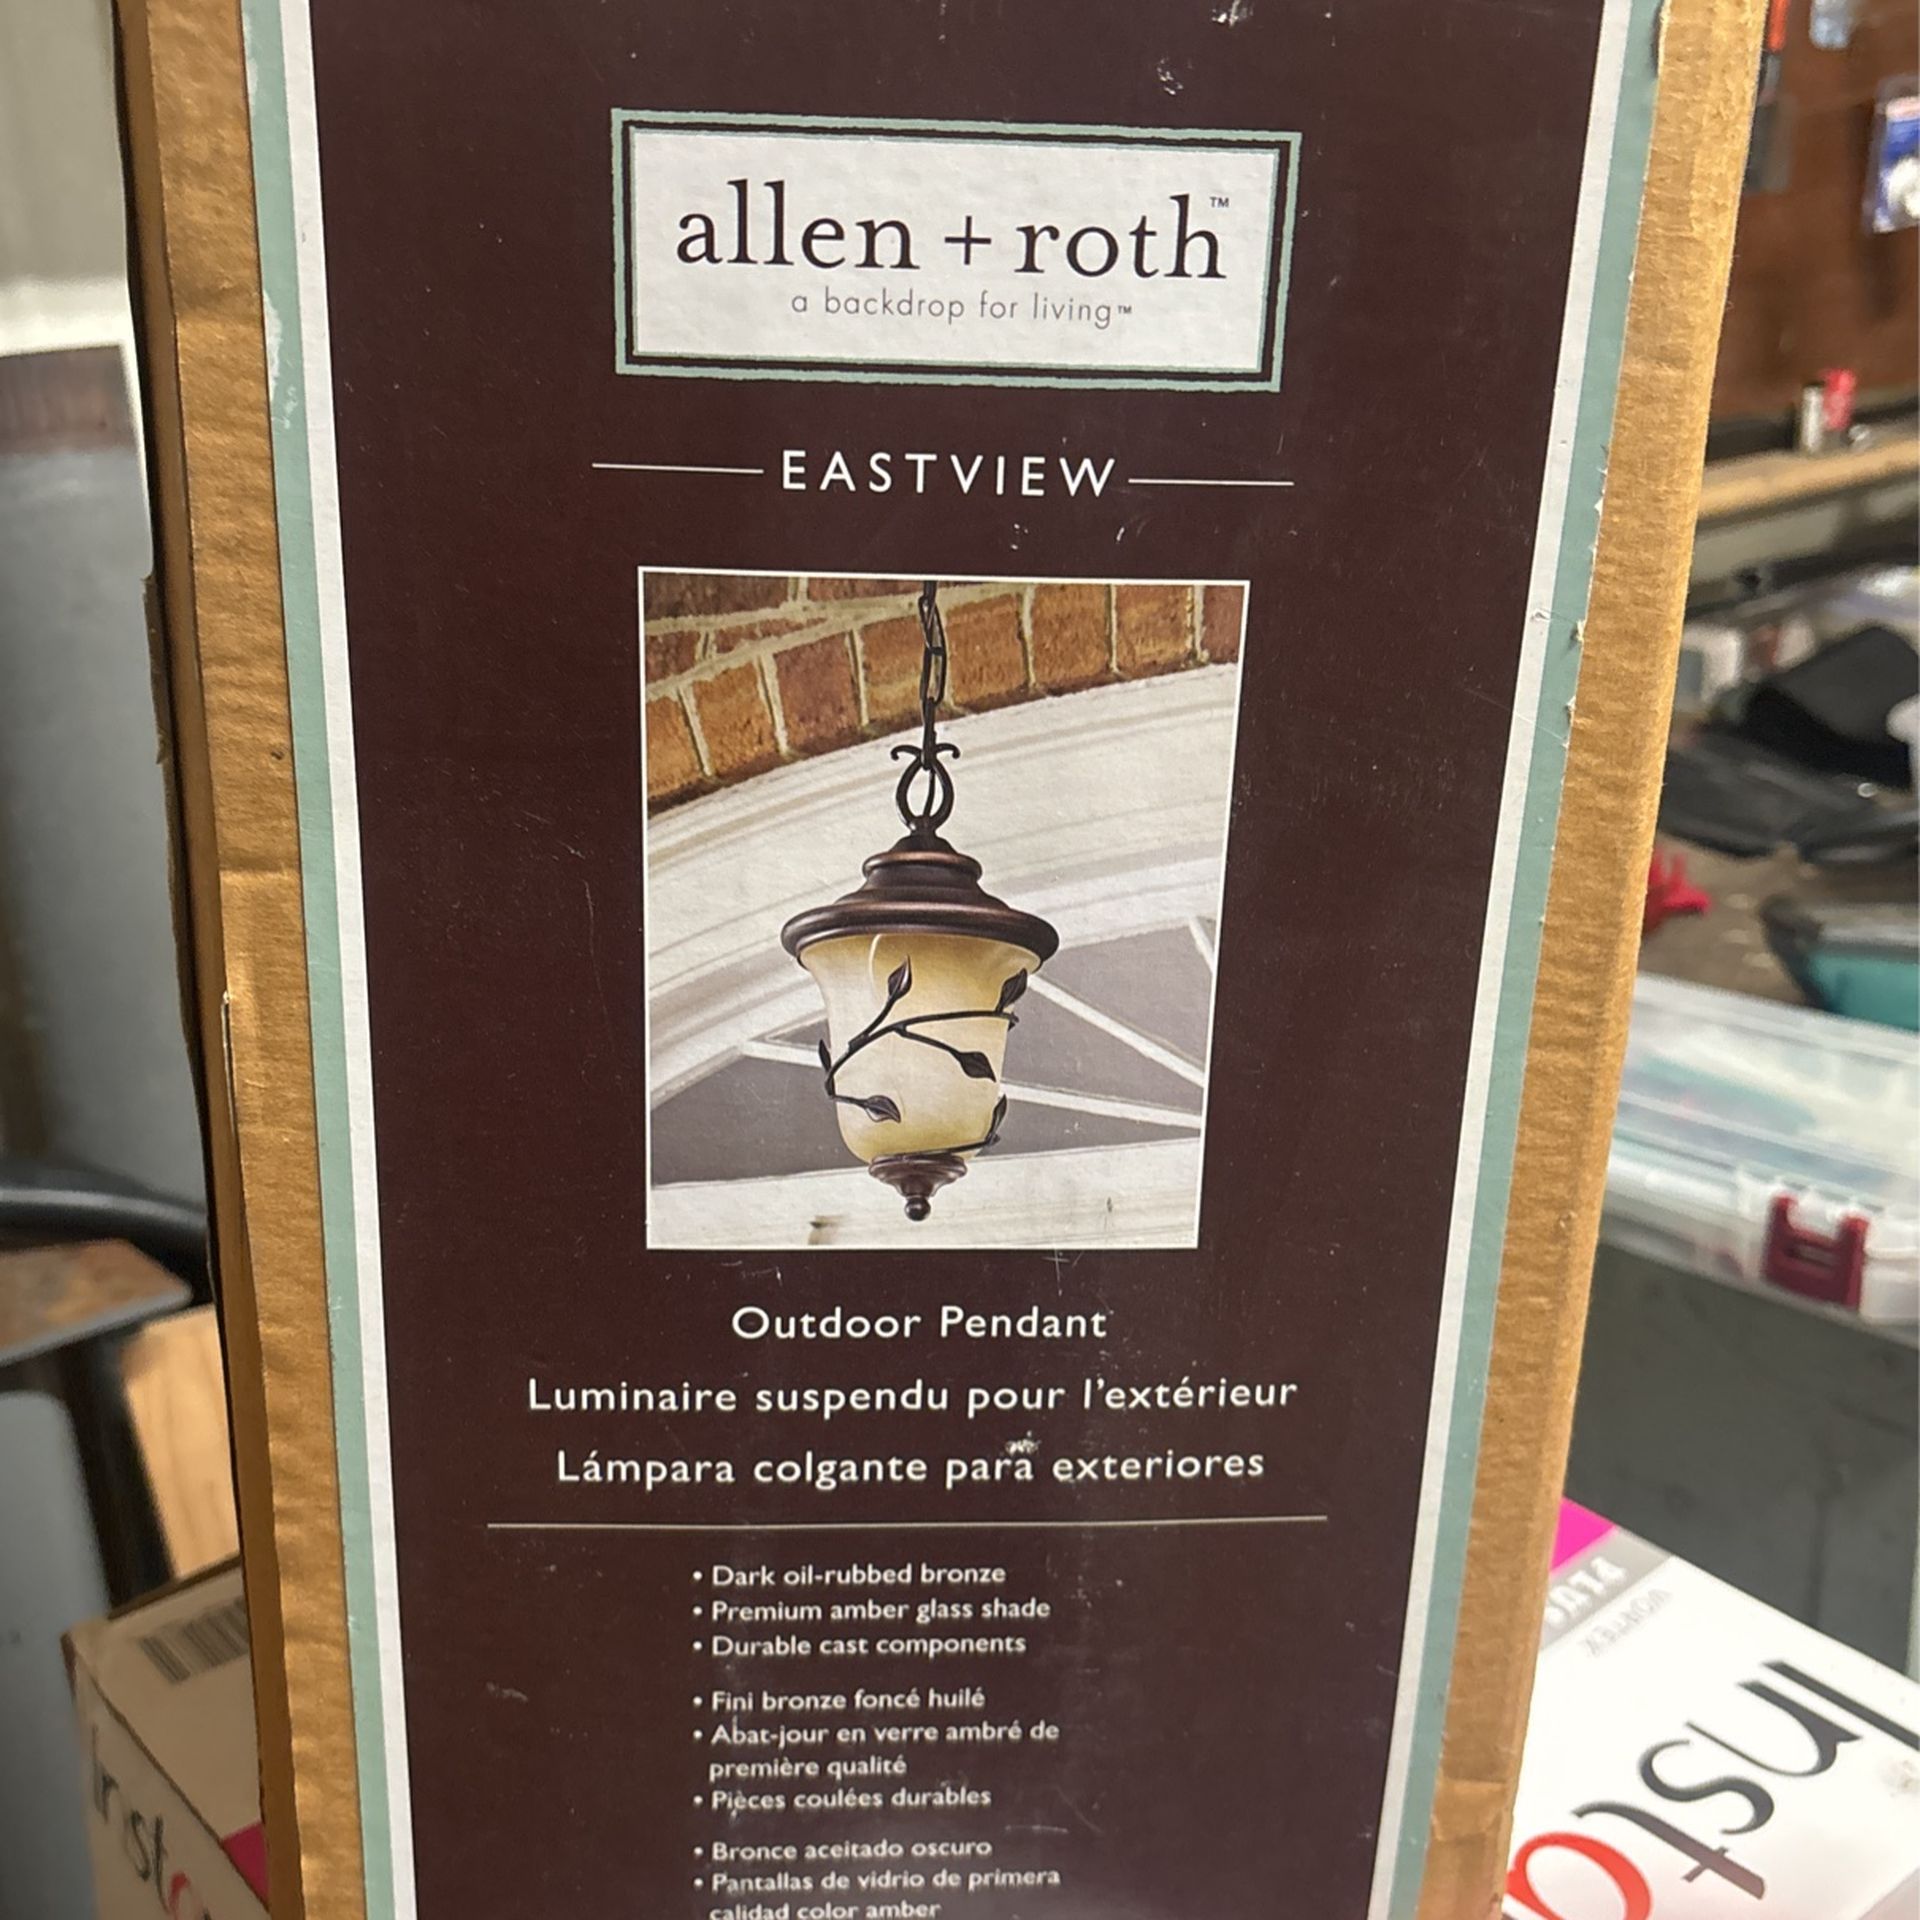 allen + roth™
a backdrop for living™
EASTVIEW
Outdoor Pendant
Luminaire suspendu pour l'extérieur
Lámpara colgante para exteriores
• Dark oil-rubbed bronze
• Premium amber glass shade
• Durable cast components
• Fini bronze foncé huilé
• Abat-jour en verre ambré de
première qualité
• Pièces coulées durables
• Bronce aceitado oscuro
• Pantallas de vidrio de primera
calidad color amber